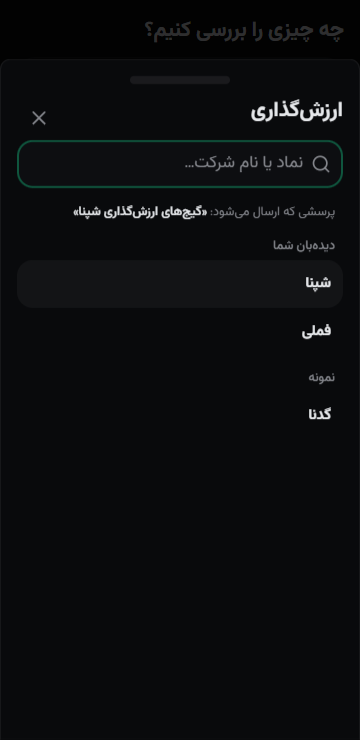 چه چیزی را بررسی کنیم؟
ارزش‌گذاری
نماد یا نام شرکت…
پرسشی که ارسال می‌شود: «گیج‌های ارزش‌گذاری شپنا»
دیده‌بان شما
شپنا
فملی
نمونه
گدنا